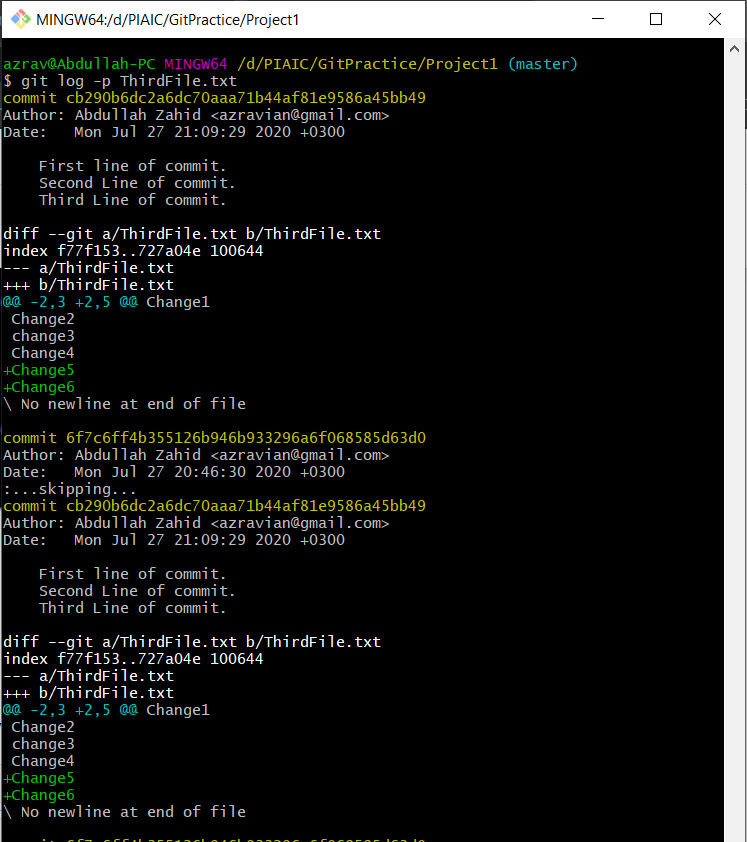 MINGW64:/d/PIAIC/GitPractice/Project1
azrav@Abdullah-PC MINGW64 /d/PIAIC/GitPractice/Project1 (master)
$ git log -p ThirdFile.txt
commit cb290b6dc2a6dc70aaa71b44af81e9586a45bb49
Author: Abdullah Zahid <azravian@gmail.com>
Date:   Mon Jul 27 21:09:29 2020 +0300
    First line of commit.
    Second Line of commit.
    Third Line of commit.
diff --git a/ThirdFile.txt b/ThirdFile.txt
index f77f153..727a04e 100644
--- a/ThirdFile.txt
+++ b/ThirdFile.txt
@@ -2,3 +2,5 @@ Change1
 Change2
 change3
 Change4
+Change5
+Change6
\ No newline at end of file
commit 6f7c6ff4b355126b946b933296a6f068585d63d0
Author: Abdullah Zahid <azravian@gmail.com>
Date:   Mon Jul 27 20:46:30 2020 +0300
:...skipping...
commit cb290b6dc2a6dc70aaa71b44af81e9586a45bb49
Author: Abdullah Zahid <azravian@gmail.com>
Date:   Mon Jul 27 21:09:29 2020 +0300
    First line of commit.
    Second Line of commit.
    Third Line of commit.
diff --git a/ThirdFile.txt b/ThirdFile.txt
index f77f153..727a04e 100644
--- a/ThirdFile.txt
+++ b/ThirdFile.txt
@@ -2,3 +2,5 @@ Change1
 Change2
 change3
 Change4
+Change5
+Change6
\ No newline at end of file